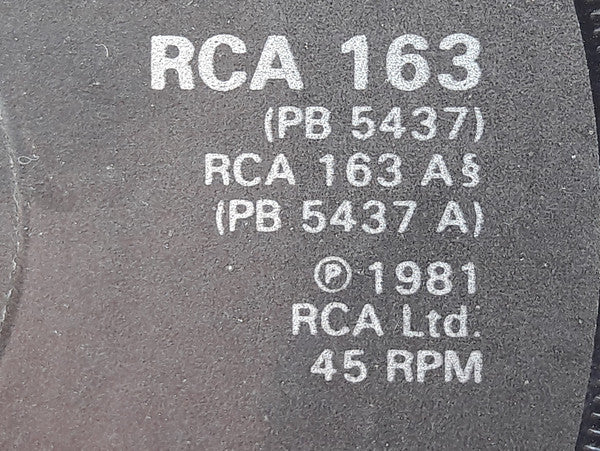 RCA 163
(PB 5437)
RCA 163 A§
(PB 5437 A)
℗ 1981
RCA Ltd.
45 RPM